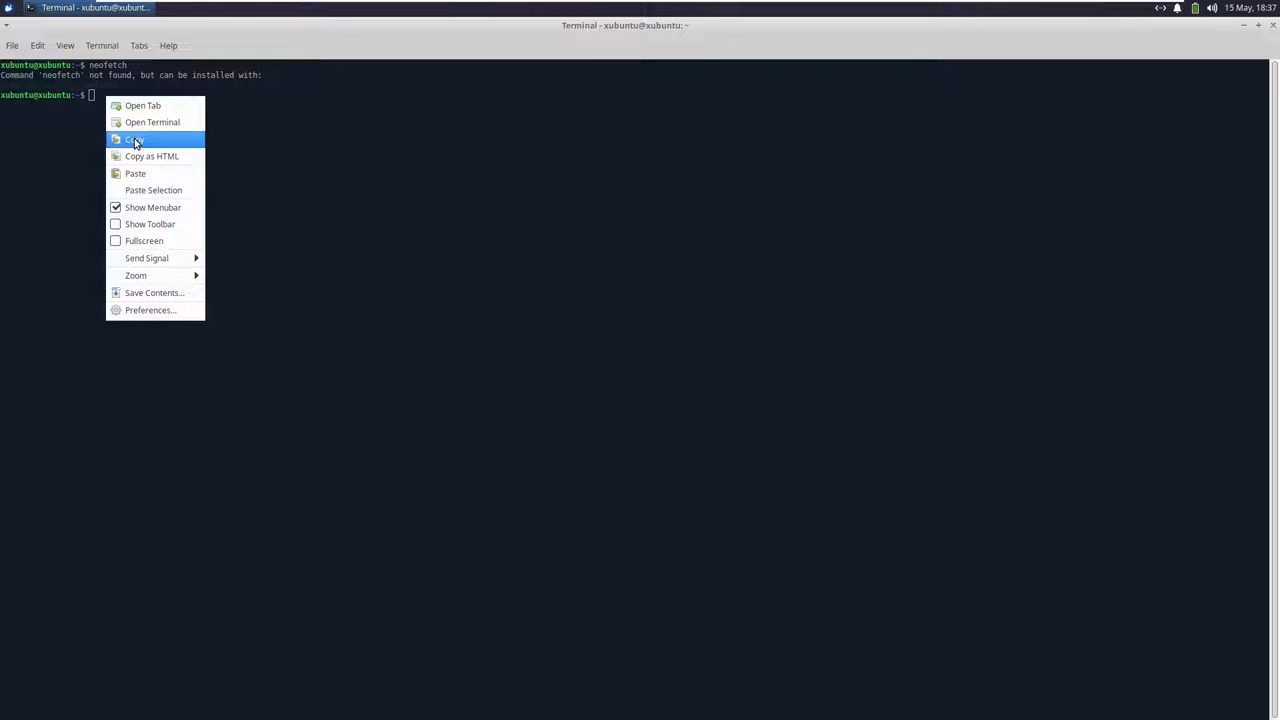 Terminal - xubuntu@xubunt...
15 May, 18:37
Terminal - xubuntu@xubuntu: ~
File Edit View Terminal Tabs Help
xubuntu@xubuntu:~$ neofetch
Command 'neofetch' not found, but can be installed with:
xubuntu@xubuntu:~$
Open Tab
Open Terminal
Copy
Copy as HTML
Paste
Paste Selection
Show Menubar
Show Toolbar
Fullscreen
Send Signal
Zoom
Save Contents...
Preferences...